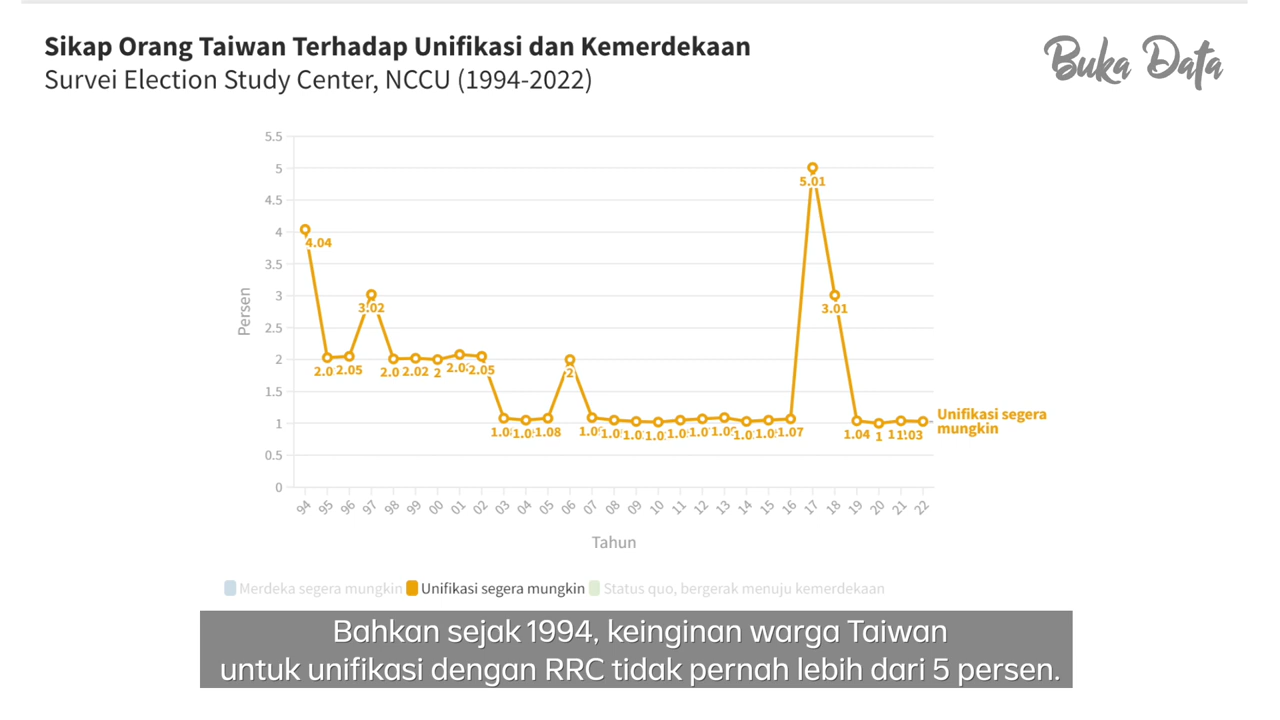 Sikap Orang Taiwan Terhadap Unifikasi dan Kemerdekaan
Survei Election Study Center, NCCU (1994-2022)
Buka Data
5.5
5
4.5
4
3.5
3
2.5
2
1.5
1
0.5
0
Persen
4.04
2.05
3.02
2.02
2
2.05
1.08
2
1.07
5.01
3.01
1.04
1
1.03
Unifikasi segera
mungkin
94 95 96 97 98 99 00 01 02 03 04 05 06 07 08 09 10 11 12 13 14 15 16 17 18 19 20 21 22
Tahun
Merdeka segera mungkin Unifikasi segera mungkin Status quo, bergerak menuju kemerdekaan
Bahkan sejak 1994, keinginan warga Taiwan
untuk unifikasi dengan RRC tidak pernah lebih dari 5 persen.